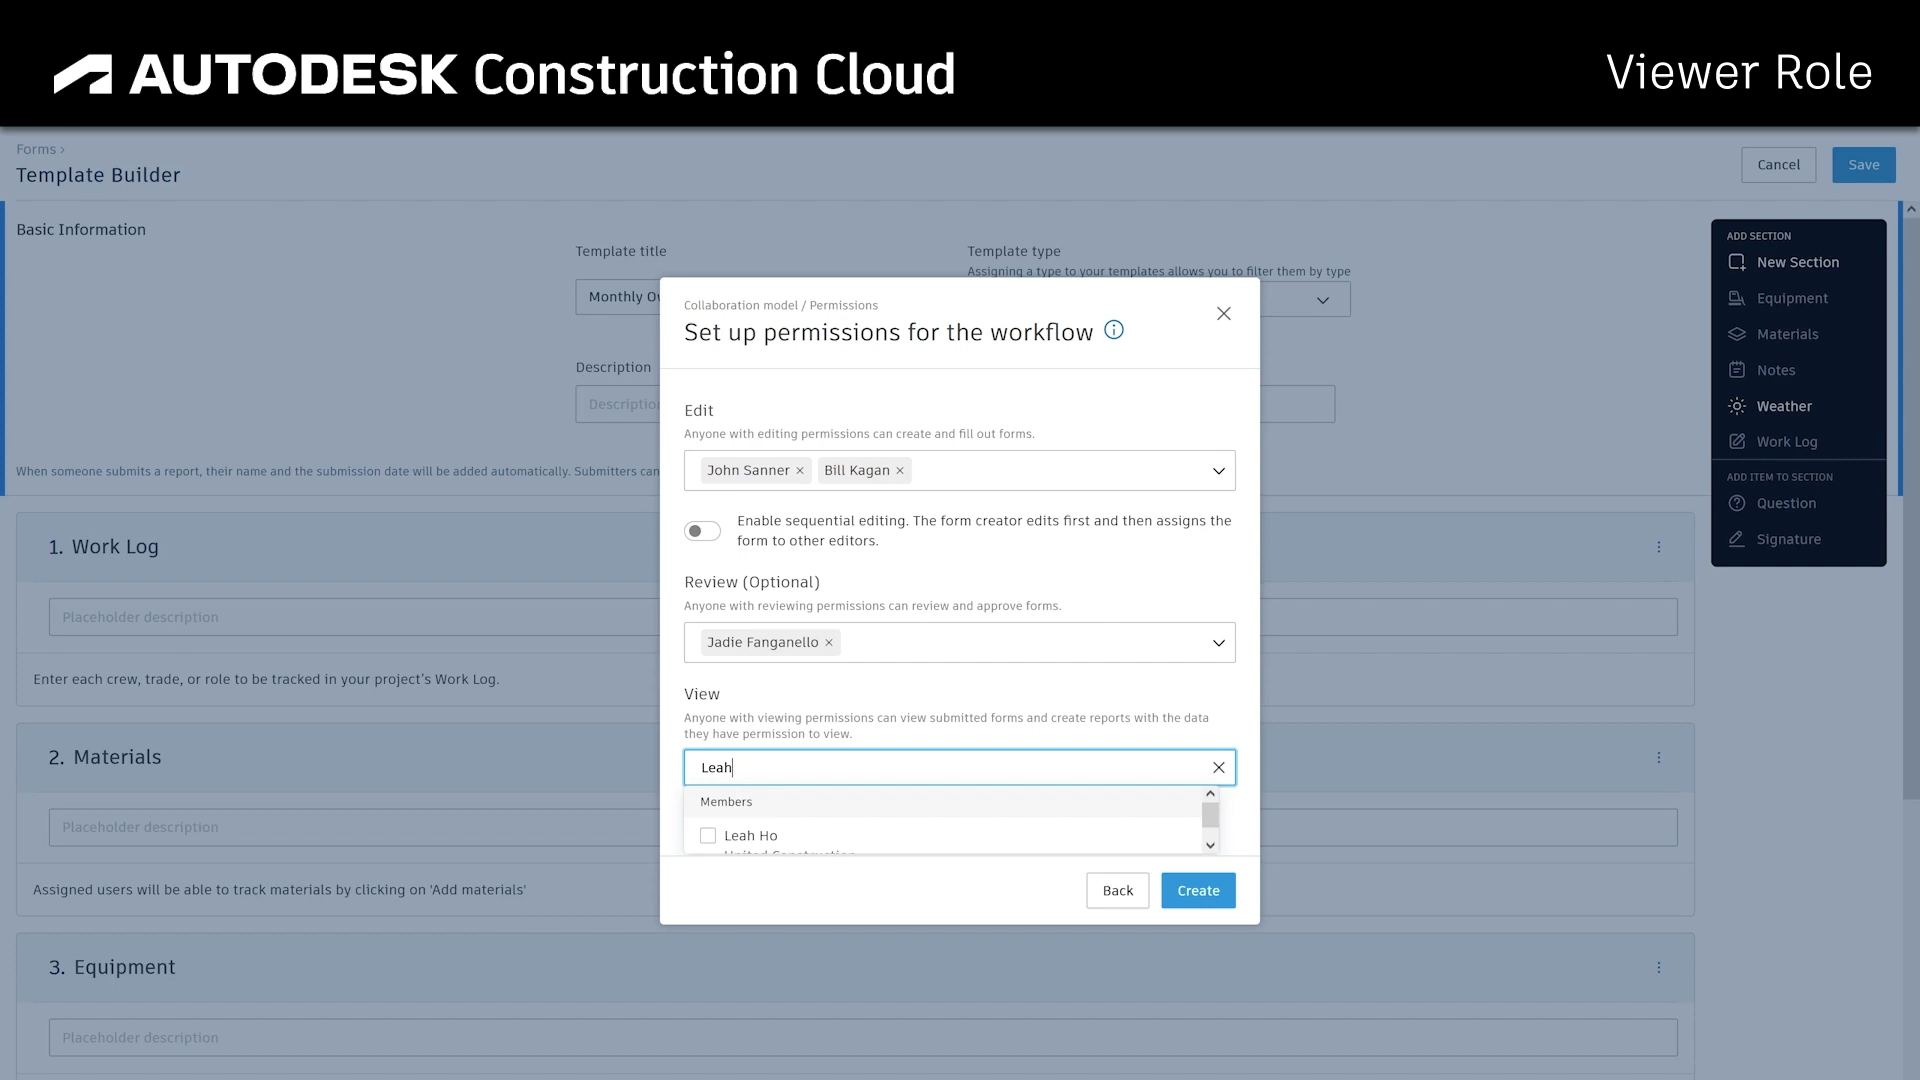 AUTODESK Construction Cloud
Viewer Role
Forms ›
Template Builder
Cancel
Save
Basic Information
Template title
Template type
Assigning a type to your templates allows you to filter them by type
Monthly
Description
Description
When someone submits a report, their name and the submission date will be added automatically. Submitters can
ADD SECTION
New Section
Equipment
Materials
Notes
Weather
Work Log
ADD ITEM TO SECTION
Question
Signature
Collaboration model / Permissions
Set up permissions for the workflow
Edit
Anyone with editing permissions can create and fill out forms.
John Sanner × Bill Kagan ×
Enable sequential editing. The form creator edits first and then assigns the
form to other editors.
Review (Optional)
Anyone with reviewing permissions can review and approve forms.
Jadie Fanganello ×
View
Anyone with viewing permissions can view submitted forms and create reports with the data
they have permission to view.
Leah
Members
Leah Ho
United Construction
Back
Create
1. Work Log
Placeholder description
Enter each crew, trade, or role to be tracked in your project's Work Log.
2. Materials
Placeholder description
Assigned users will be able to track materials by clicking on 'Add materials'
3. Equipment
Placeholder description